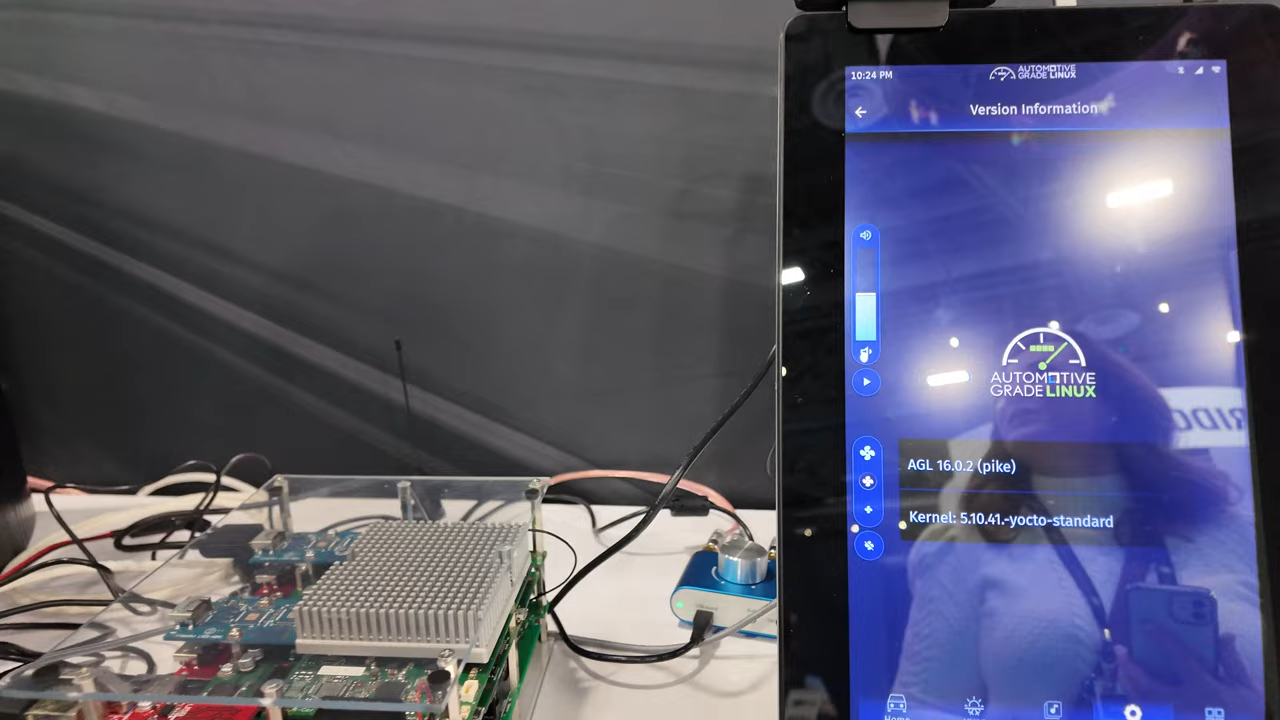 10:24 PM
AUTOMOTIVE
GRADE LINUX
Version Information
AUTOMOTIVE
GRADE LINUX
AGL 16.0.2 (pike)
Kernel: 5.10.41.-yocto-standard
Home